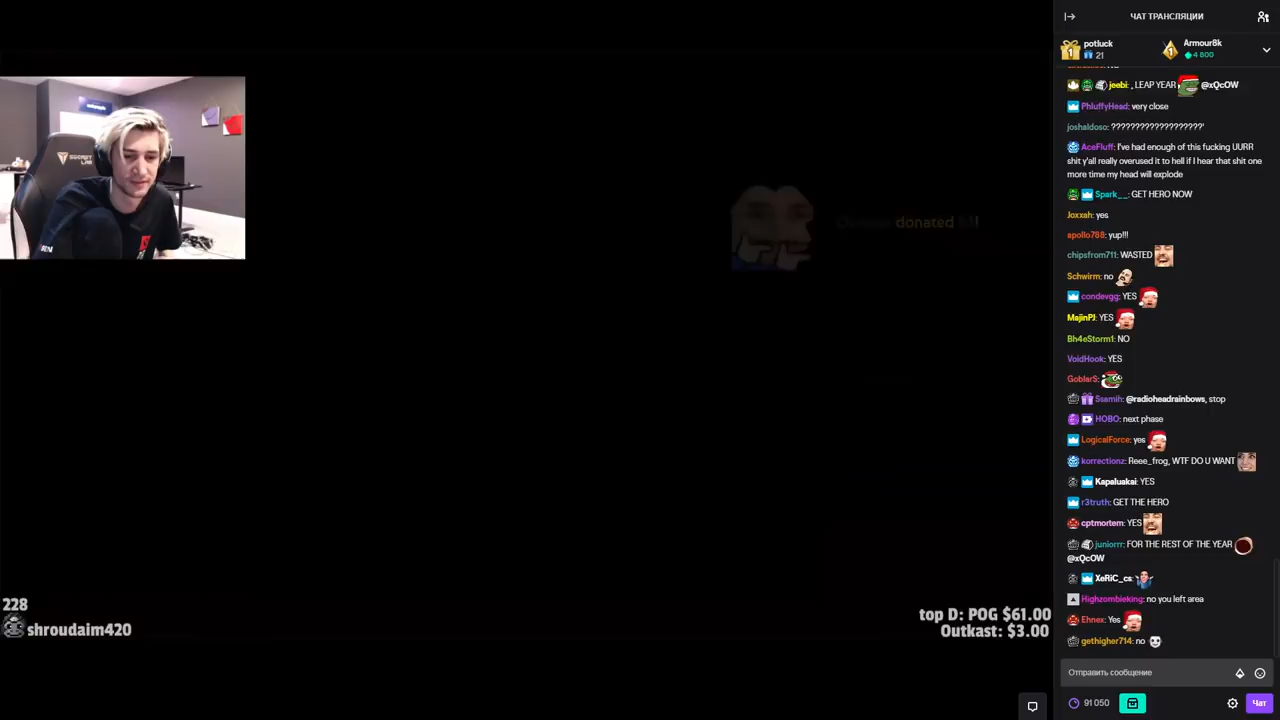 SECRET LAB
donated
228
shroudaim420
top D: POG $61.00
Outkast: $3.00
ЧАТ ТРАНСЛЯЦИИ
potluck
21
Armour8k
4 800
jeebi: , LEAP YEAR @xQcOW
PhluffyHead: very close
joshaldoso: ???????????????????'
AceFluff: I've had enough of this fucking UURR
shit y'all really overused it to hell if I hear that shit one
more time my head will explode
Spark__: GET HERO NOW
Joxxah: yes
apollo788: yup!!!
chipsfrom711: WASTED
Schwirm: no
condevgg: YES
MajinPJ: YES
Bh4eStorm1: NO
VoidHook: YES
GoblarS:
Ssamih: @radioheadrainbows, stop
HOBO: next phase
LogicalForce: yes
korrectionz: Reee_frog, WTF DO U WANT
Kapaluakai: YES
r3truth: GET THE HERO
cptmortem: YES
juniorrr: FOR THE REST OF THE YEAR
@xQcOW
XeRiC_cs:
Highzombieking: no you left area
Ehnex: Yes
gethigher714: no
Отправить сообщение
91 050
Чат